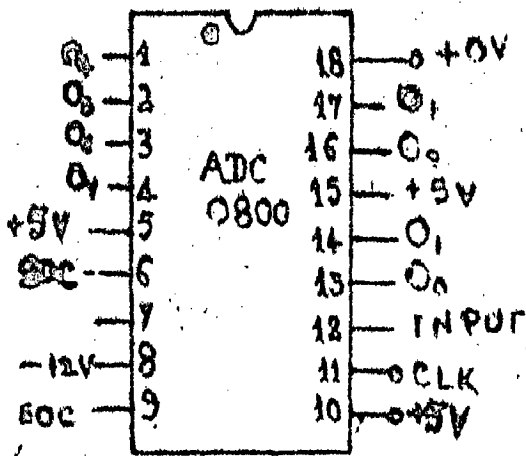 1
O₃ 2
O₂ 3
O₄ 4
+5V 5
6
7
-12V 8
EOC 9
ADC
0800
18 +0V
17
16 O₀
15 +5V
14 O₁
13 O₀
12 INPUT
11 CLK
10 +5V